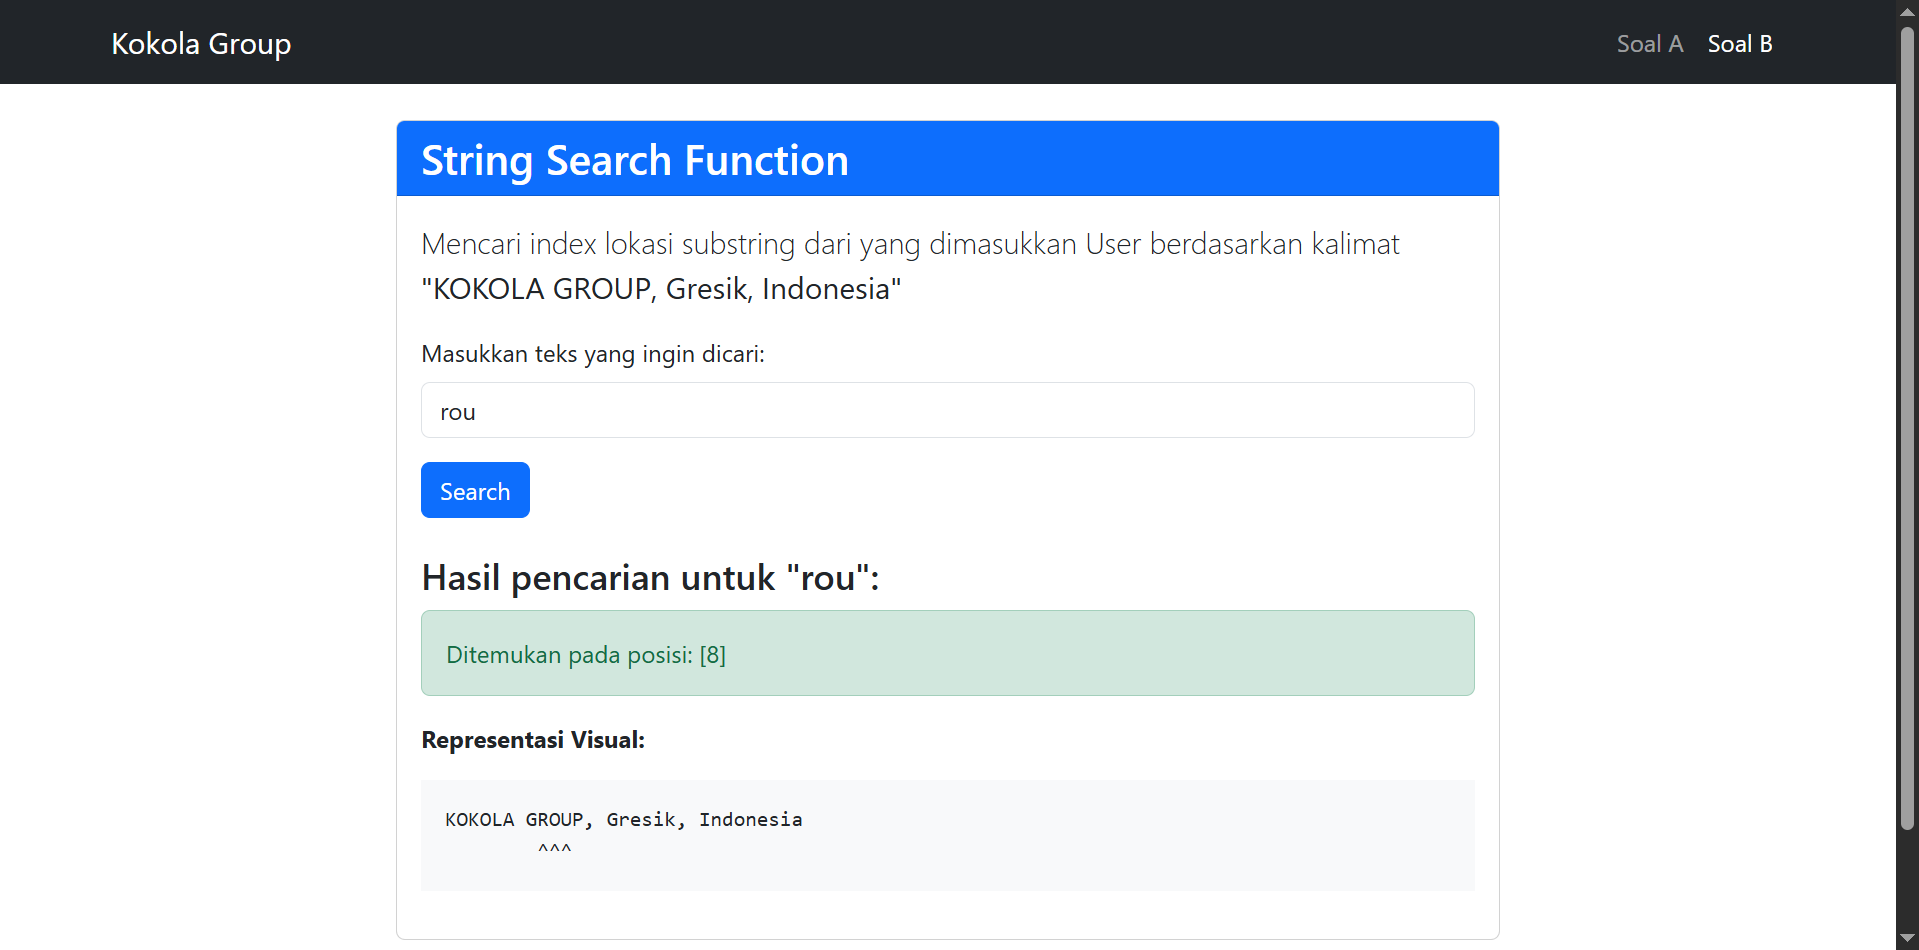 Kokola Group
Soal A
Soal B
String Search Function
Mencari index lokasi substring dari yang dimasukkan User berdasarkan kalimat
"KOKOLA GROUP, Gresik, Indonesia"
Masukkan teks yang ingin dicari:
rou
Search
Hasil pencarian untuk "rou":
Ditemukan pada posisi: [8]
Representasi Visual:
KOKOLA GROUP, Gresik, Indonesia
^^^